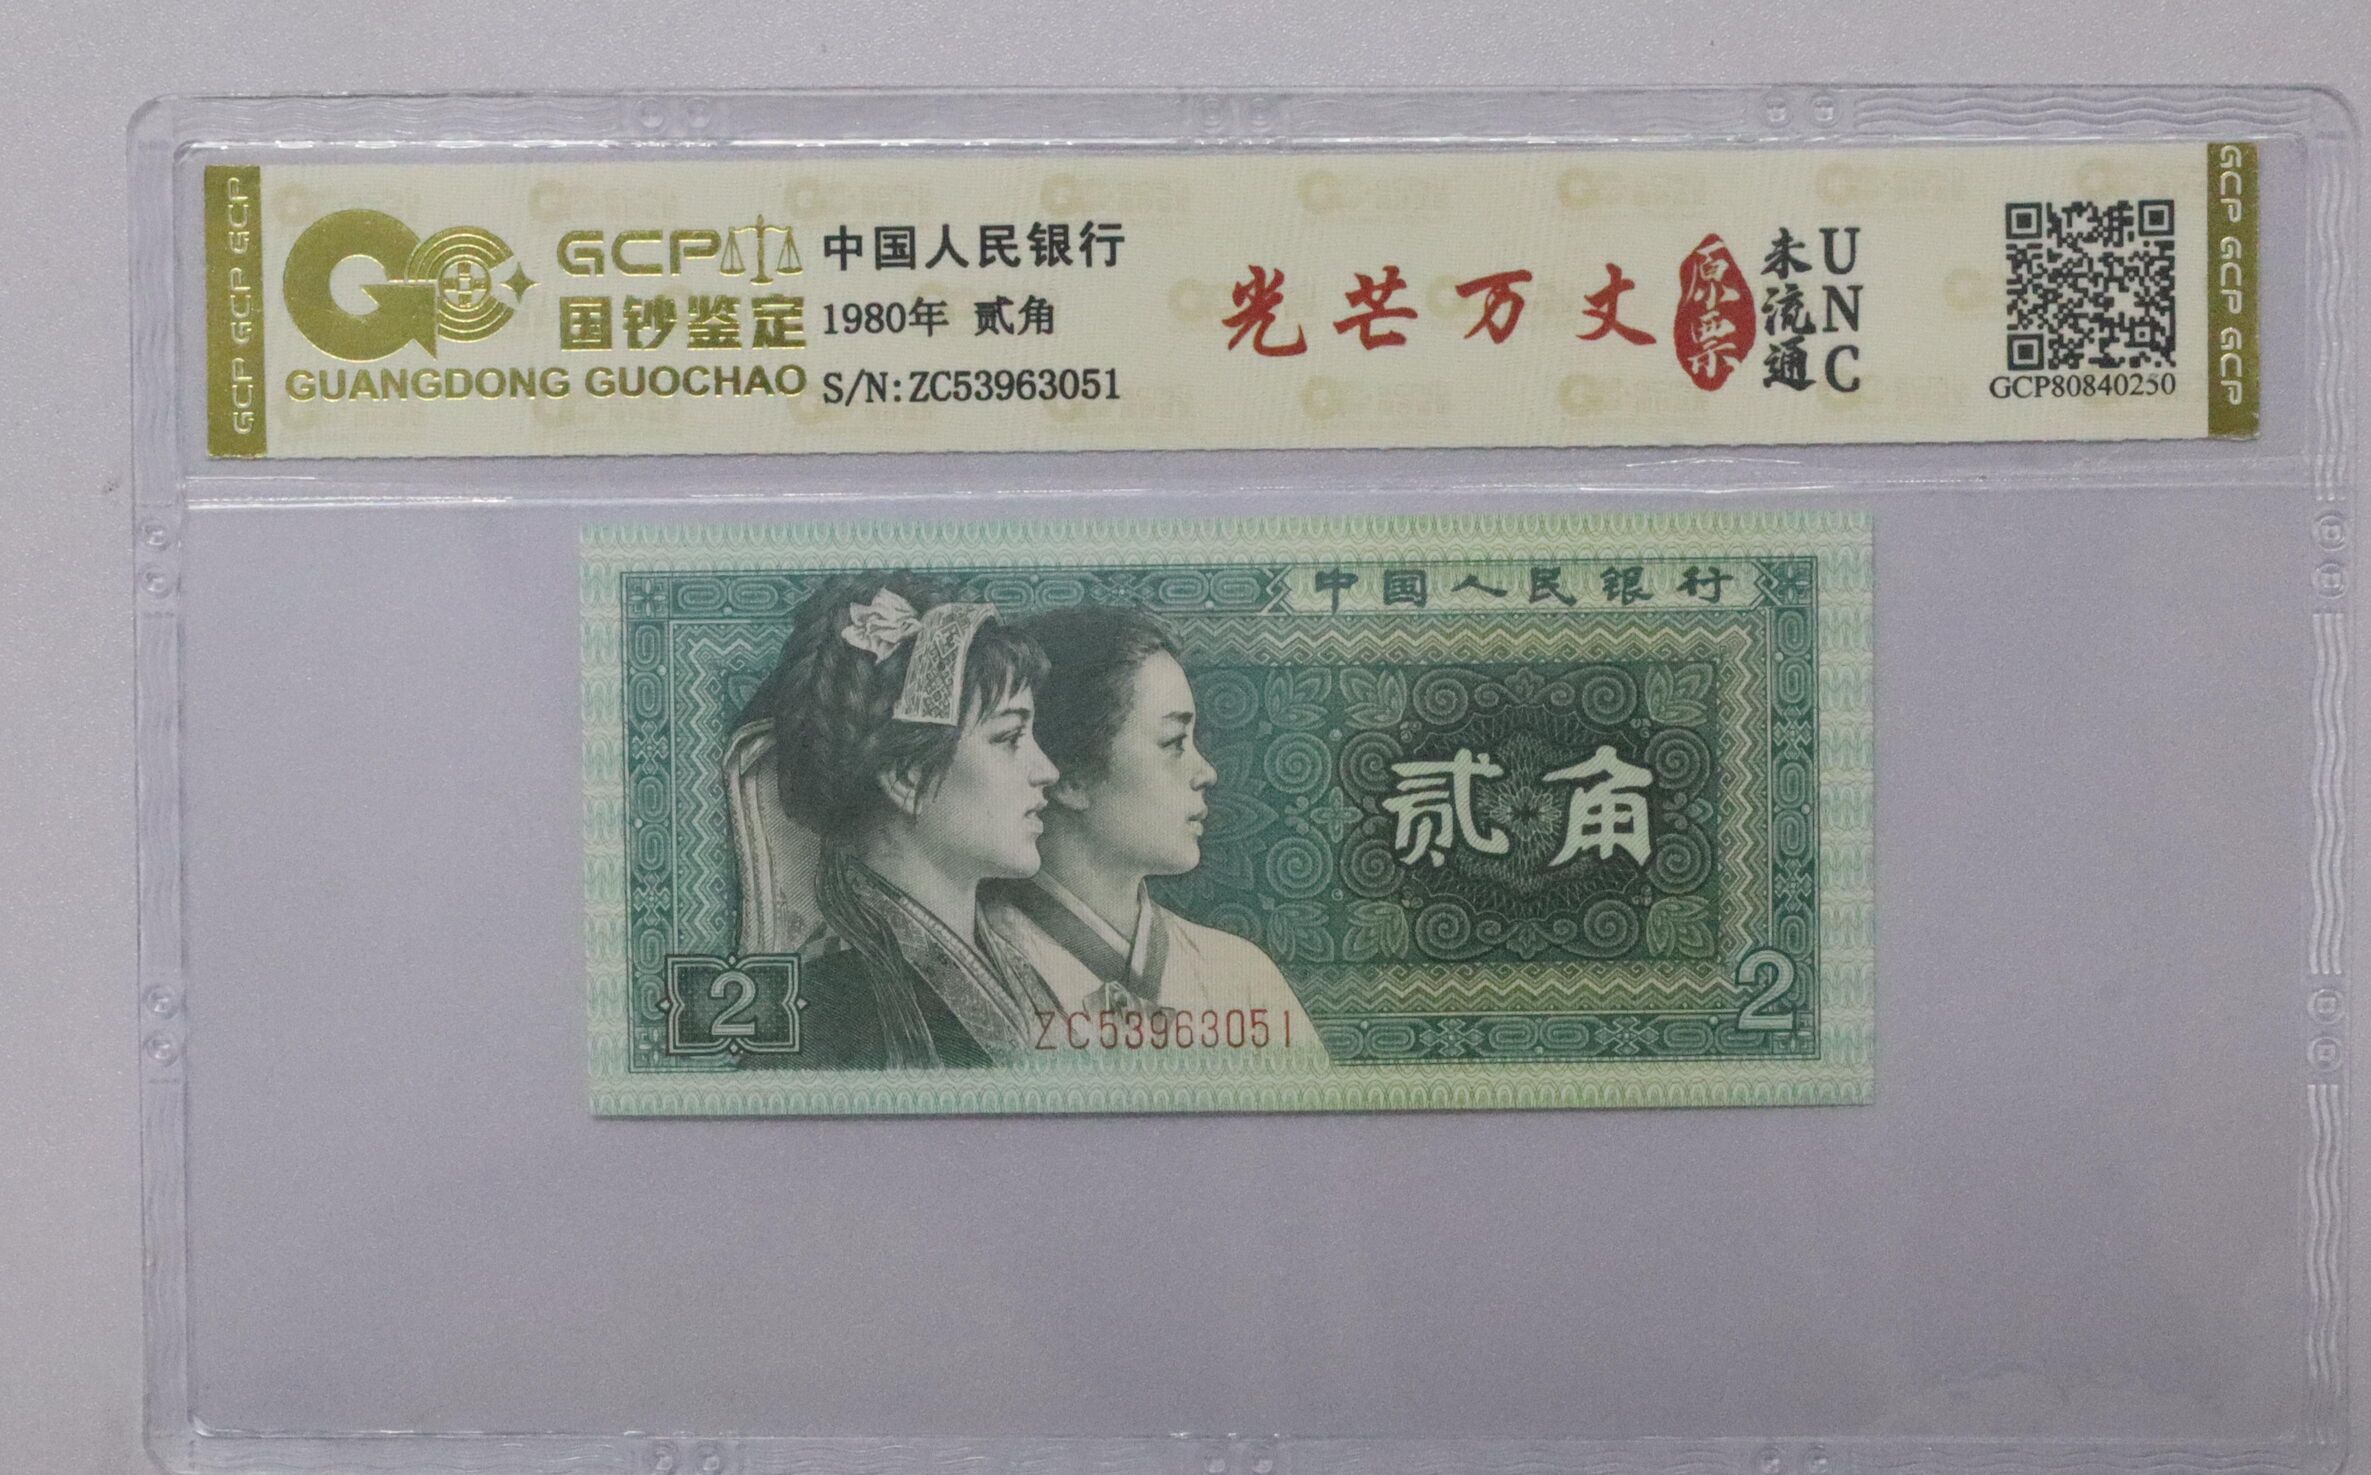 GCP GCP GCP
GCP
国钞鉴定
GUANGDONG GUOCHAO
中国人民银行
1980年 贰角
S/N:ZC53963051
光芒万丈
原票
未流通
UNC
GCP80840250
GCP GCP GCP
中国人民银行
贰角
2
2
ZC53963051